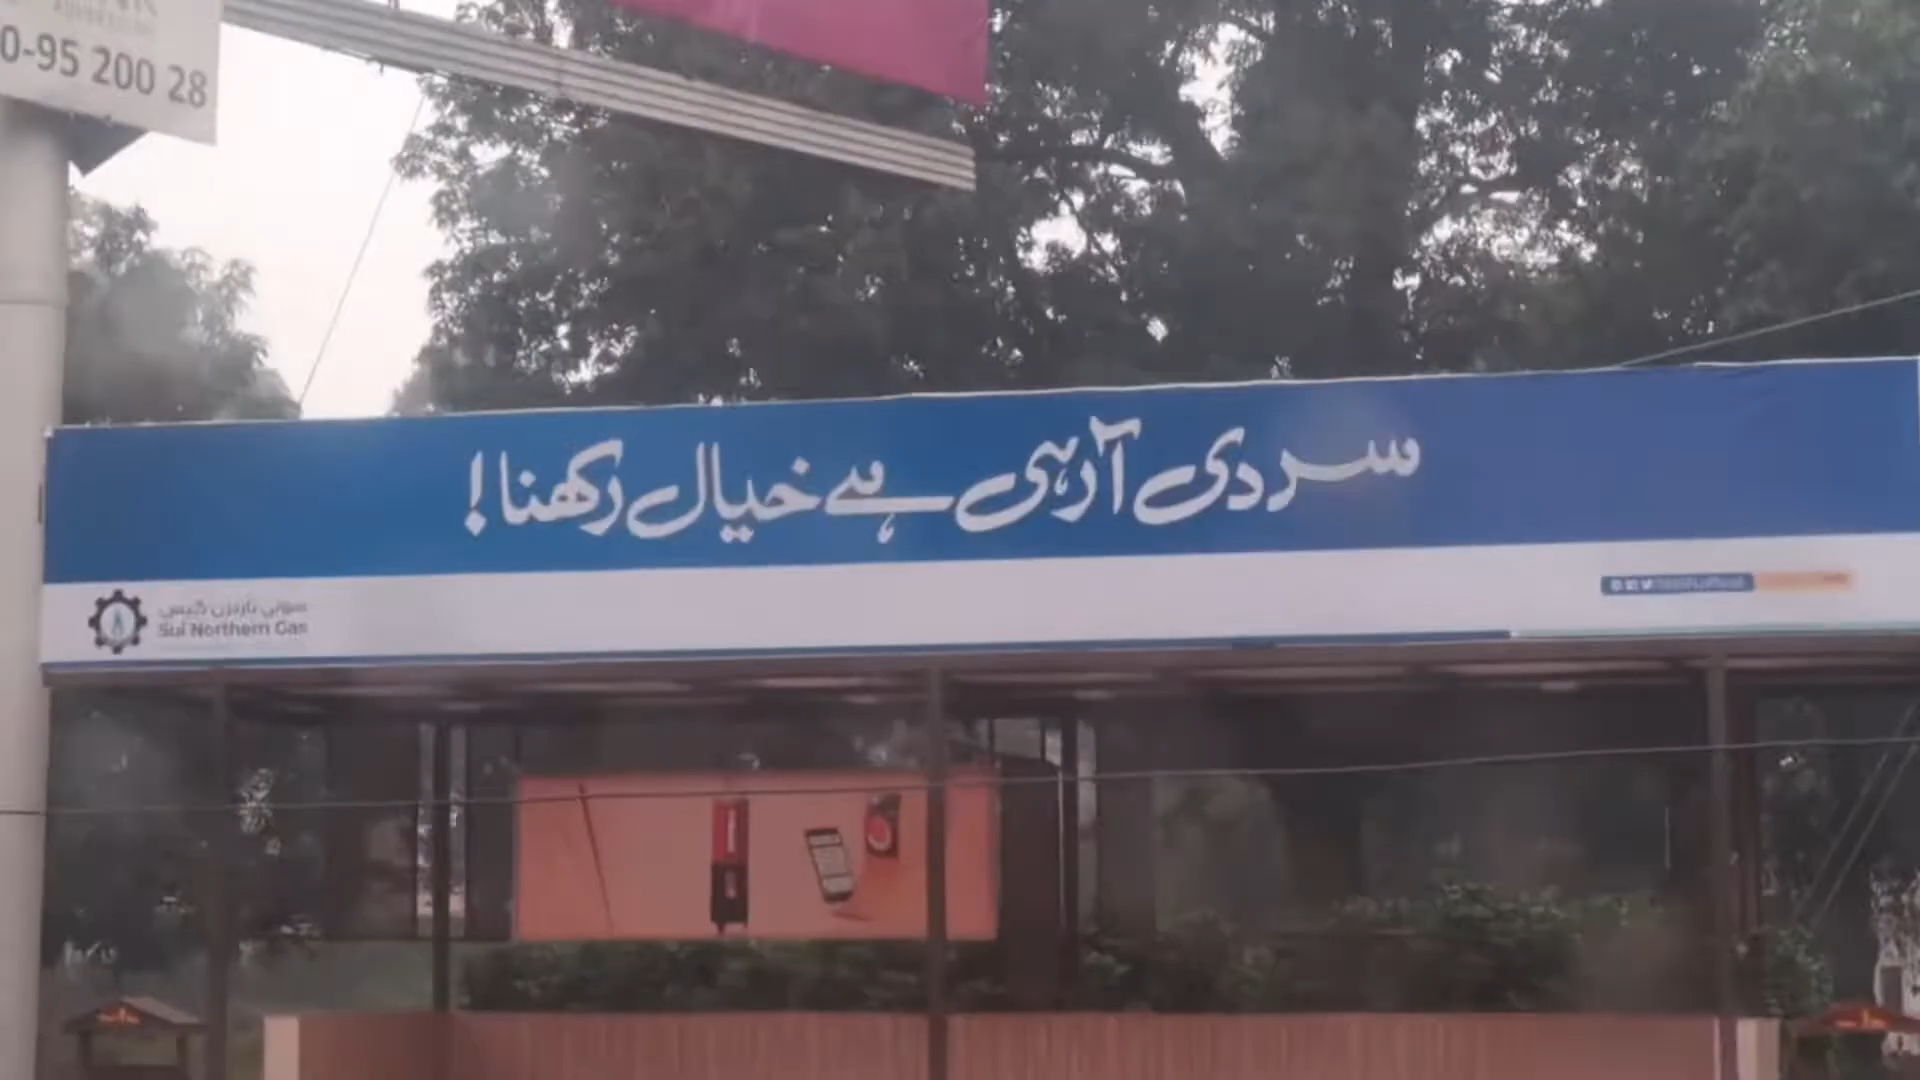 0-95 200 28
سردی آرہی ہے خیال رکھنا!
سوئی ناردرن گیس
Sui Northern Gas